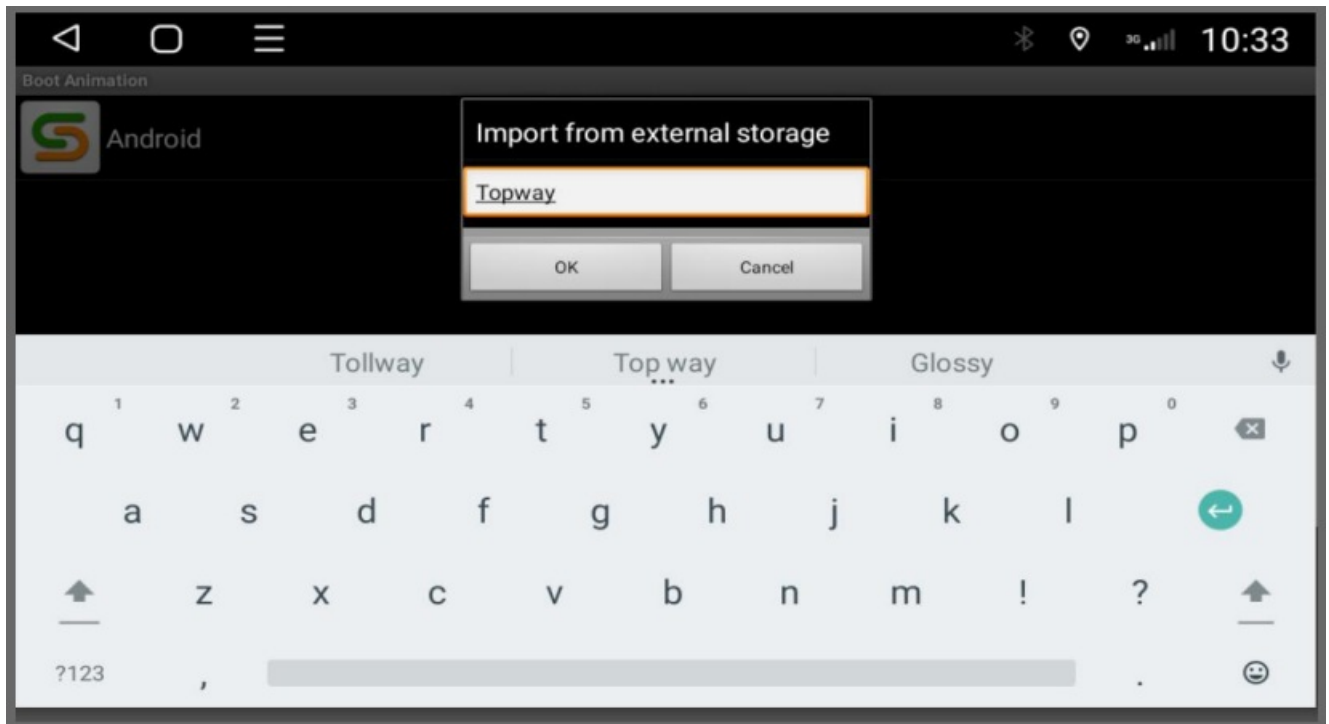 3G 10:33
Boot Animation
Android
Import from external storage
Topway
OK Cancel
Tollway Top way Glossy
1 2 3 4 5 6 7 8 9 0
q w e r t y u i o p
a s d f g h j k l
z x c v b n m ! ?
?123 , .